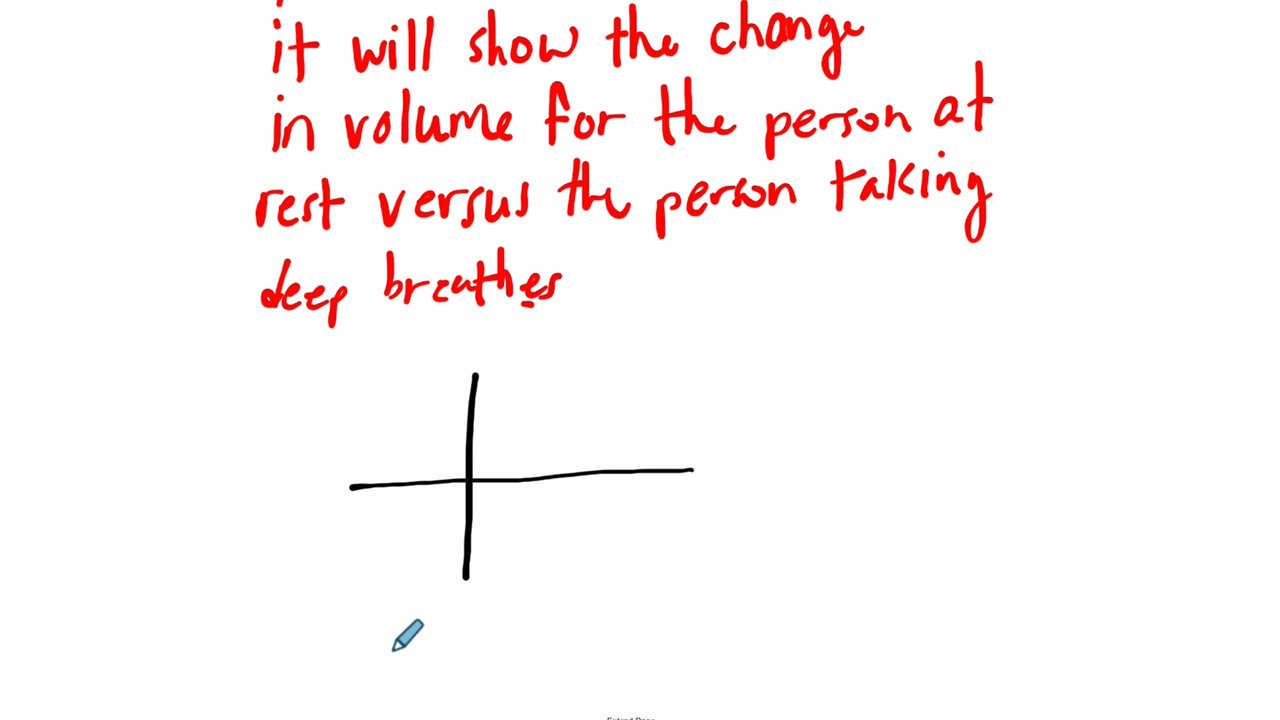 it will show the change
in volume for the person at
rest versus the person taking
deep breathes